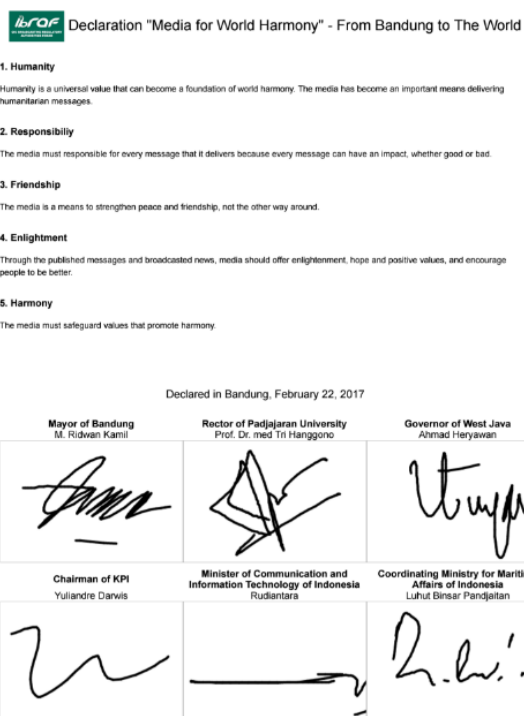 ibraf
Declaration "Media for World Harmony" - From Bandung to The World
1. Humanity
Humanity is a universal value that can become a foundation of world harmony. The media has become an important means delivering
humanitarian messages.
2. Responsibiliy
The media must responsible for every message that it delivers because every message can have an impact, whether good or bad.
3. Friendship
The media is a means to strengthen peace and friendship, not the other way around.
4. Enlightment
Through the published messages and broadcasted news, media should offer enlightenment, hope and positive values, and encourage
people to be better.
5. Harmony
The media must safeguard values that promote harmony.
Declared in Bandung, February 22, 2017
Mayor of Bandung
M. Ridwan Kamil
Rector of Padjajaran University
Prof. Dr. med Tri Hanggono
Governor of West Java
Ahmad Heryawan
Chairman of KPI
Yuliandre Darwis
Minister of Communication and
Information Technology of Indonesia
Rudiantara
Coordinating Ministry for Mariti
Affairs of Indonesia
Luhut Binsar Pandjaitan